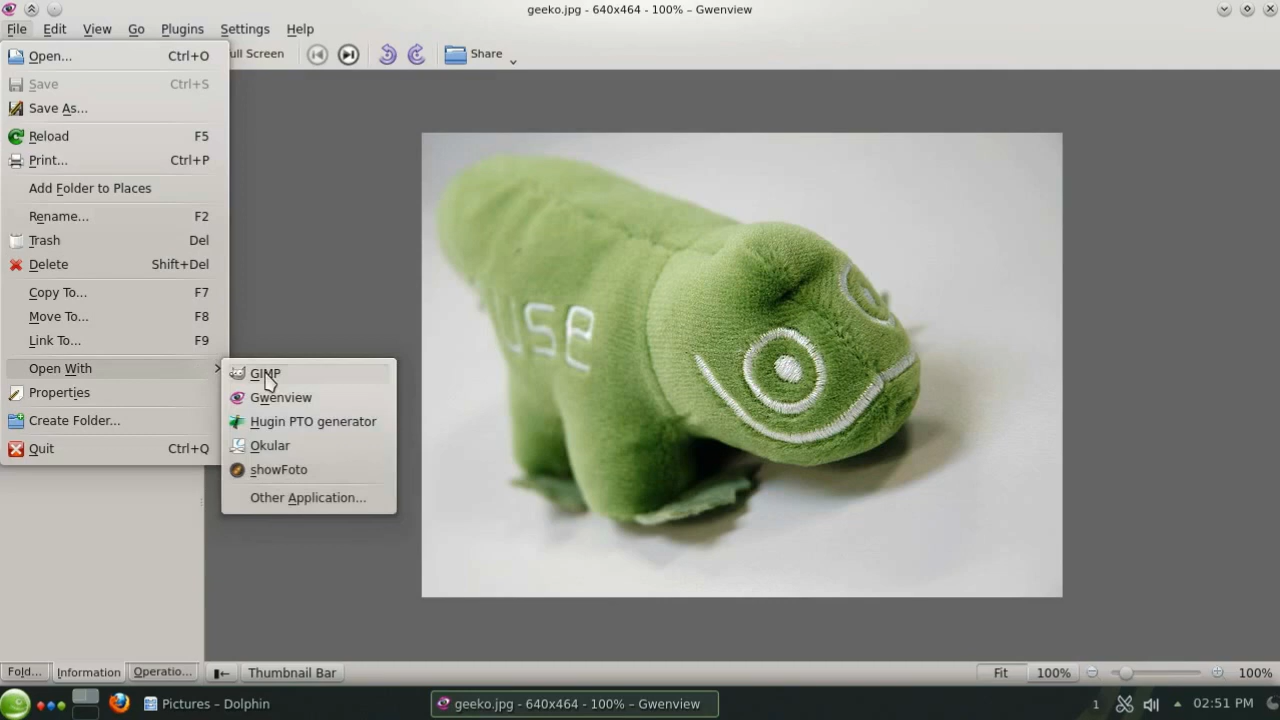 geeko.jpg - 640x464 - 100% – Gwenview
File Edit View Go Plugins Settings Help
Open... Ctrl+O
ull Screen
Share
Save Ctrl+S
Save As...
Reload F5
Print... Ctrl+P
Add Folder to Places
Rename... F2
Trash Del
Delete Shift+Del
Copy To... F7
Move To... F8
Link To... F9
Open With
Properties
Create Folder...
Quit Ctrl+Q
GIMP
Gwenview
Hugin PTO generator
Okular
showFoto
Other Application...
USE
Fold... Information Operatio... Thumbnail Bar Fit 100% 100%
Pictures – Dolphin geeko.jpg - 640x464 - 100% – Gwenview 1 02:51 PM